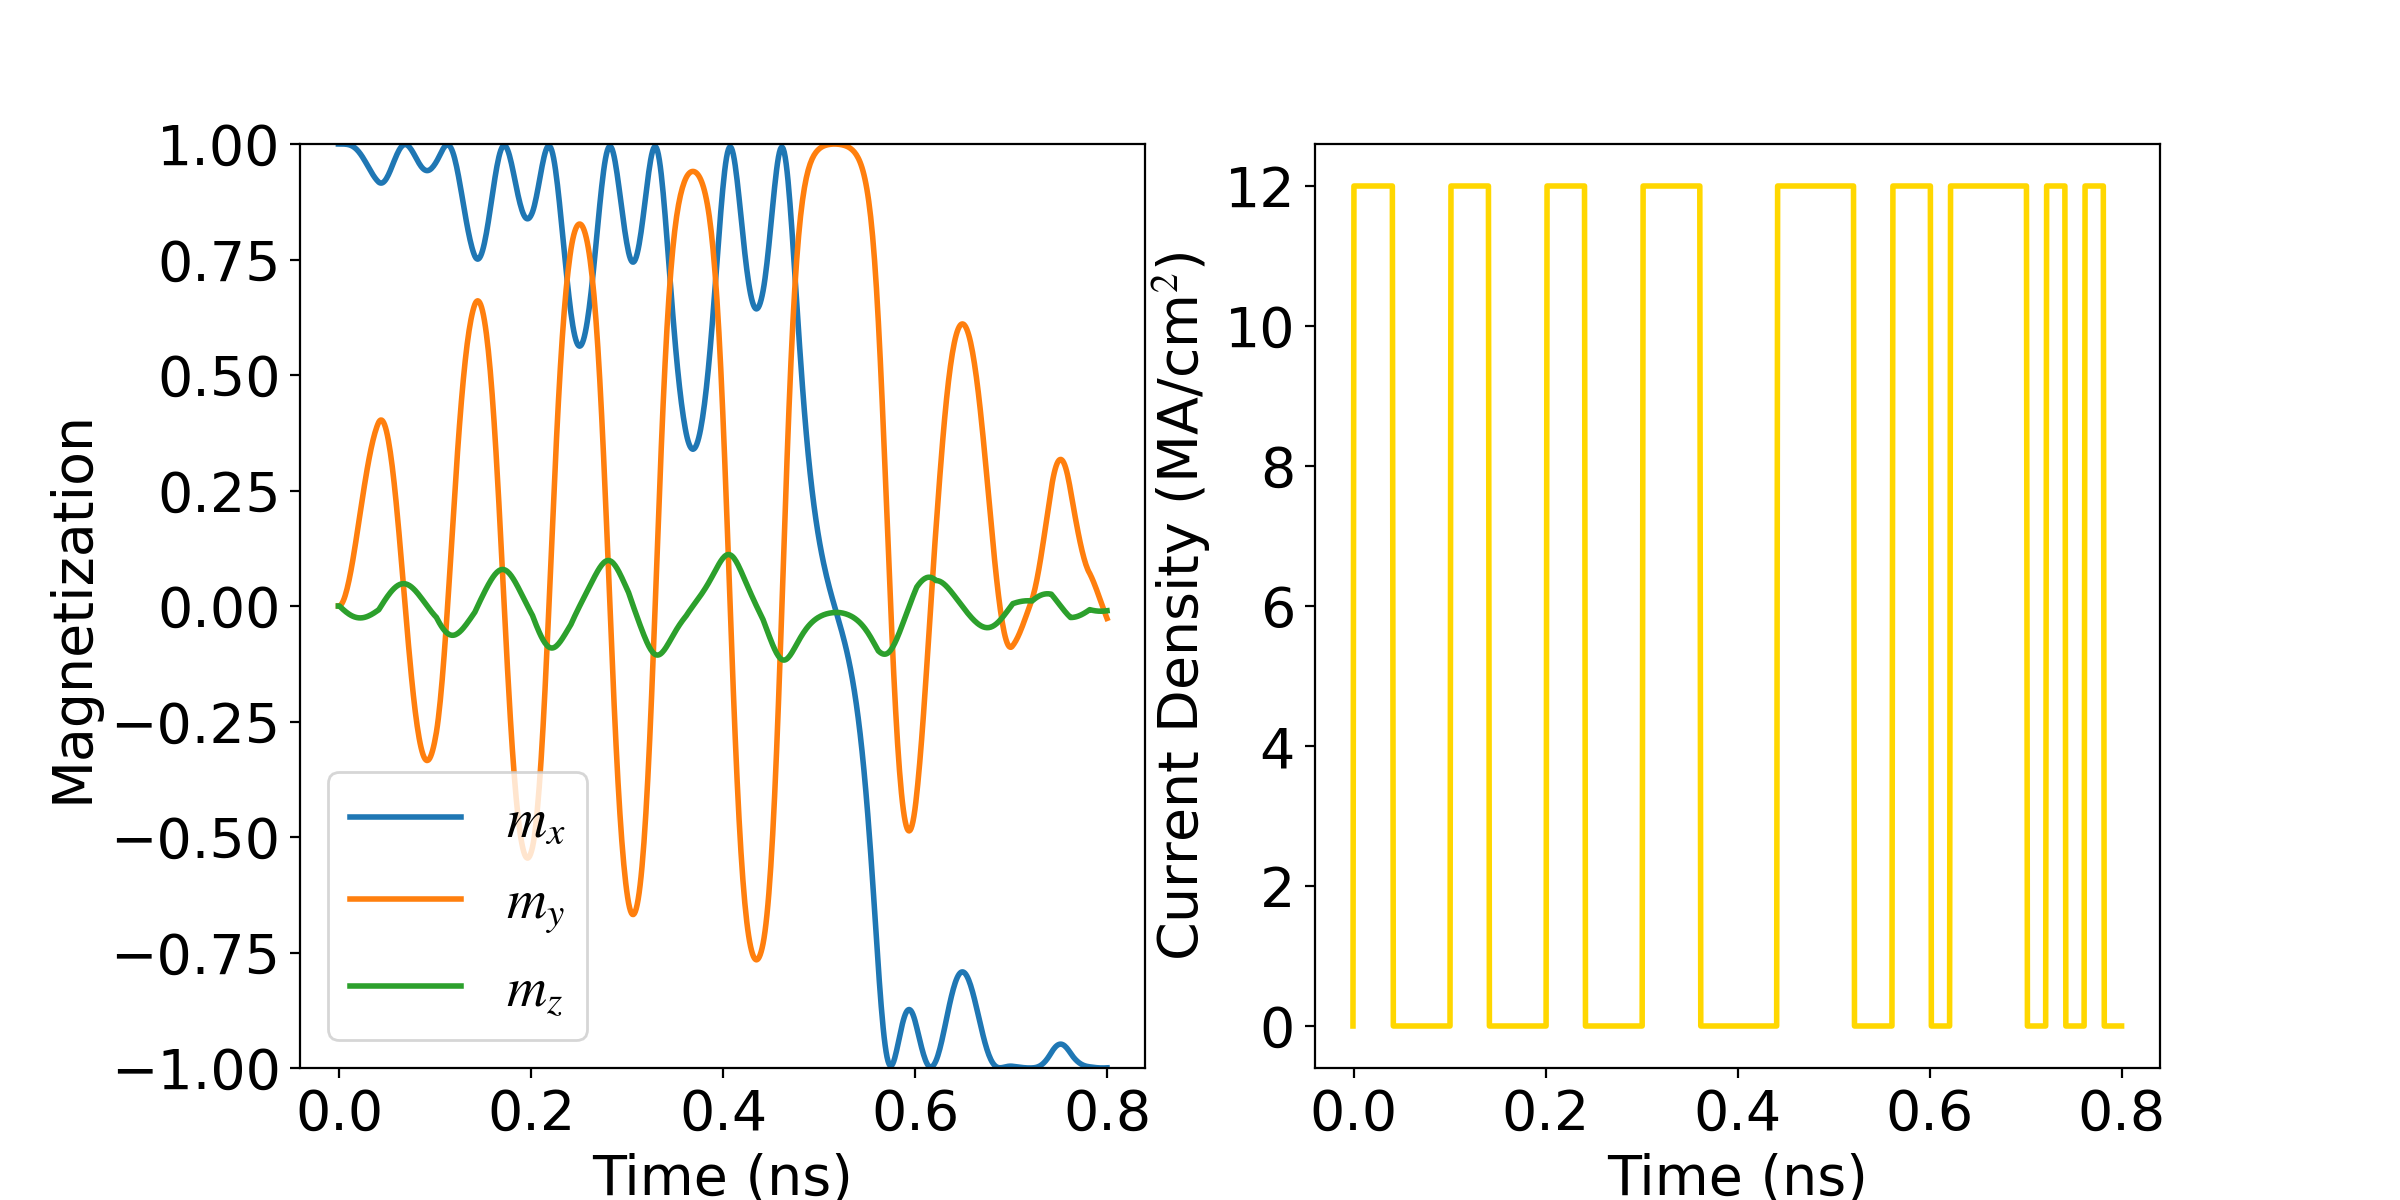 Magnetization
1.00
0.75
0.50
0.25
0.00
−0.25
−0.50
−0.75
−1.00
m_x
m_y
m_z
0.0 0.2 0.4 0.6 0.8
Time (ns)
Current Density (MA/cm²)
12
10
8
6
4
2
0
0.0 0.2 0.4 0.6 0.8
Time (ns)